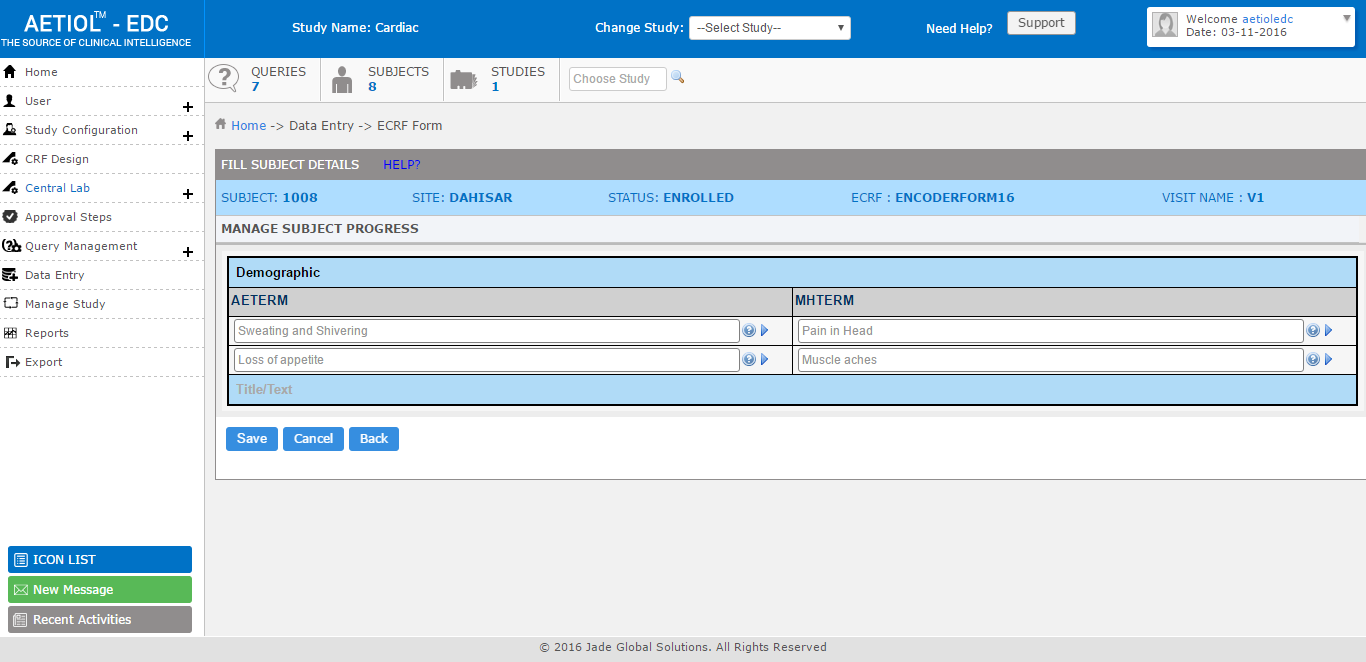 AETIOL™ - EDC
THE SOURCE OF CLINICAL INTELLIGENCE
Study Name: Cardiac
Change Study: --Select Study--
Need Help? Support
Welcome aetioledc
Date: 03-11-2016
Home
User
Study Configuration
CRF Design
Central Lab
Approval Steps
Query Management
Data Entry
Manage Study
Reports
Export
ICON LIST
New Message
Recent Activities
QUERIES
7
SUBJECTS
8
STUDIES
1
Choose Study
Home -> Data Entry -> ECRF Form
FILL SUBJECT DETAILS HELP?
SUBJECT: 1008 SITE: DAHISAR STATUS: ENROLLED ECRF : ENCODERFORM16 VISIT NAME : V1
MANAGE SUBJECT PROGRESS
Demographic
AETERM MHTERM
Sweating and Shivering Pain in Head
Loss of appetite Muscle aches
Title/Text
Save Cancel Back
© 2016 Jade Global Solutions. All Rights Reserved